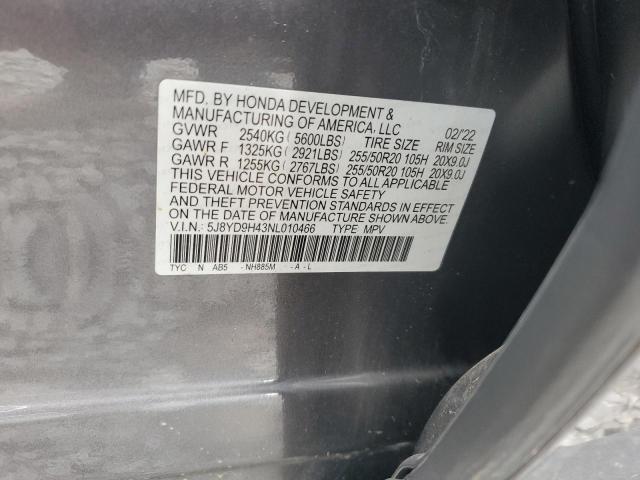 MFD. BY HONDA DEVELOPMENT &
MANUFACTURING OF AMERICA, LLC 02/22
GVWR 2540KG ( 5600LBS) TIRE SIZE RIM SIZE
GAWR F 1325KG ( 2921LBS) 255/50R20 105H 20X9.0J
GAWR R 1255KG ( 2767LBS) 255/50R20 105H 20X9.0J
THIS VEHICLE CONFORMS TO ALL APPLICABLE
FEDERAL MOTOR VEHICLE SAFETY
AND THEFT PREVENTION STANDARDS IN EFFECT
ON THE DATE OF MANUFACTURE SHOWN ABOVE.
V.I.N.: 5J8YD9H43NL010466 TYPE MPV
TYC N AB5 - NH885M - A - L